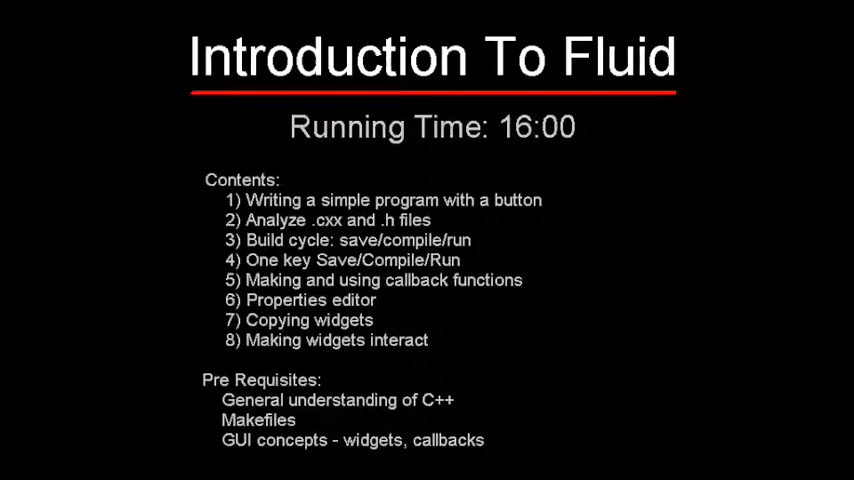 Introduction To Fluid
Running Time: 16:00
Contents:
1) Writing a simple program with a button
2) Analyze .cxx and .h files
3) Build cycle: save/compile/run
4) One key Save/Compile/Run
5) Making and using callback functions
6) Properties editor
7) Copying widgets
8) Making widgets interact
Pre Requisites:
General understanding of C++
Makefiles
GUI concepts - widgets, callbacks